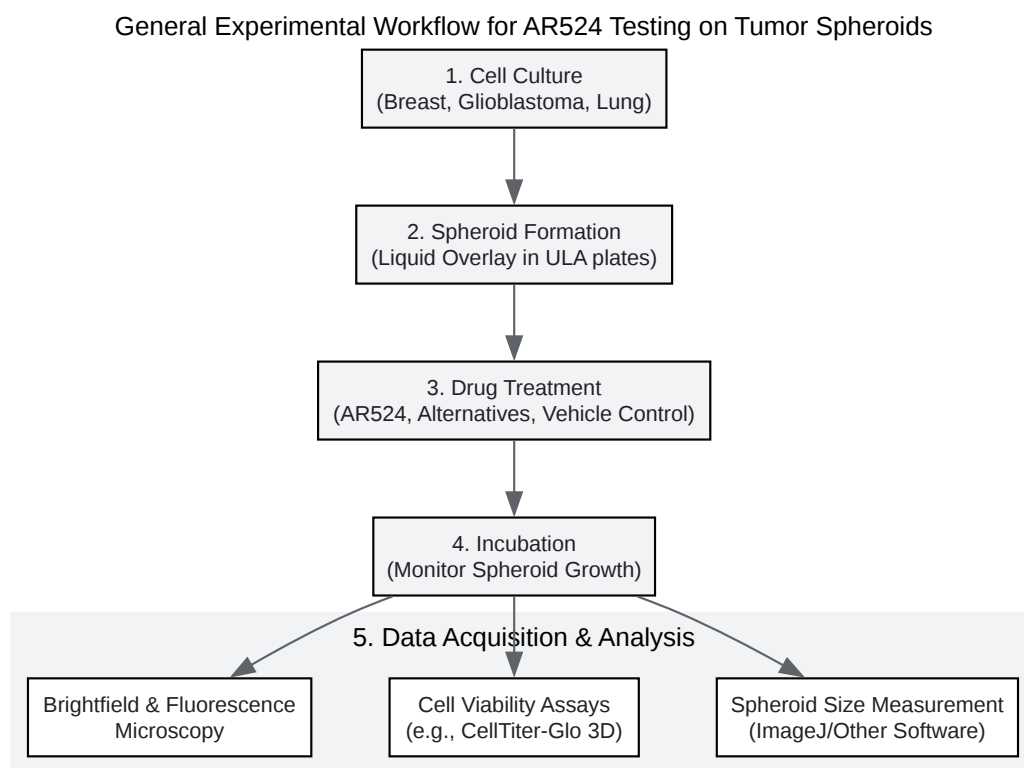 General Experimental Workflow for AR524 Testing on Tumor Spheroids
1. Cell Culture
(Breast, Glioblastoma, Lung)
2. Spheroid Formation
(Liquid Overlay in ULA plates)
3. Drug Treatment
(AR524, Alternatives, Vehicle Control)
4. Incubation
(Monitor Spheroid Growth)
5. Data Acquisition & Analysis
Brightfield & Fluorescence
Microscopy
Cell Viability Assays
(e.g., CellTiter-Glo 3D)
Spheroid Size Measurement
(ImageJ/Other Software)